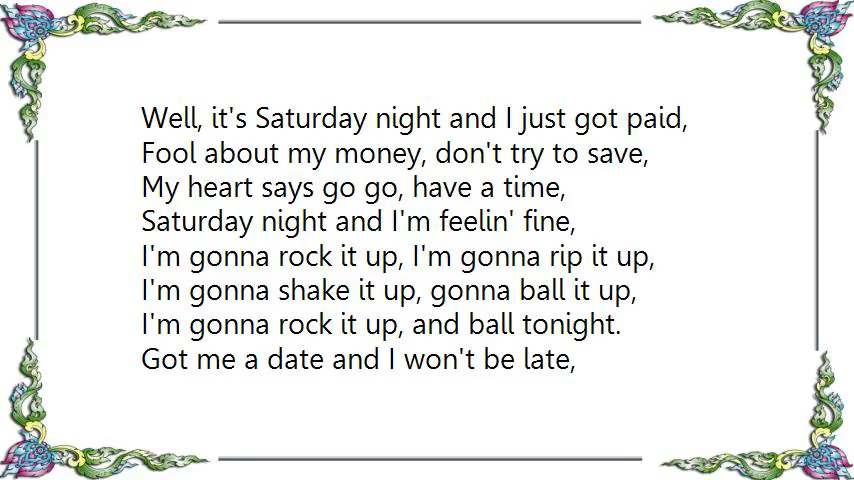 Well, it's Saturday night and I just got paid,
Fool about my money, don't try to save,
My heart says go go, have a time,
Saturday night and I'm feelin' fine,
I'm gonna rock it up, I'm gonna rip it up,
I'm gonna shake it up, gonna ball it up,
I'm gonna rock it up, and ball tonight.
Got me a date and I won't be late,